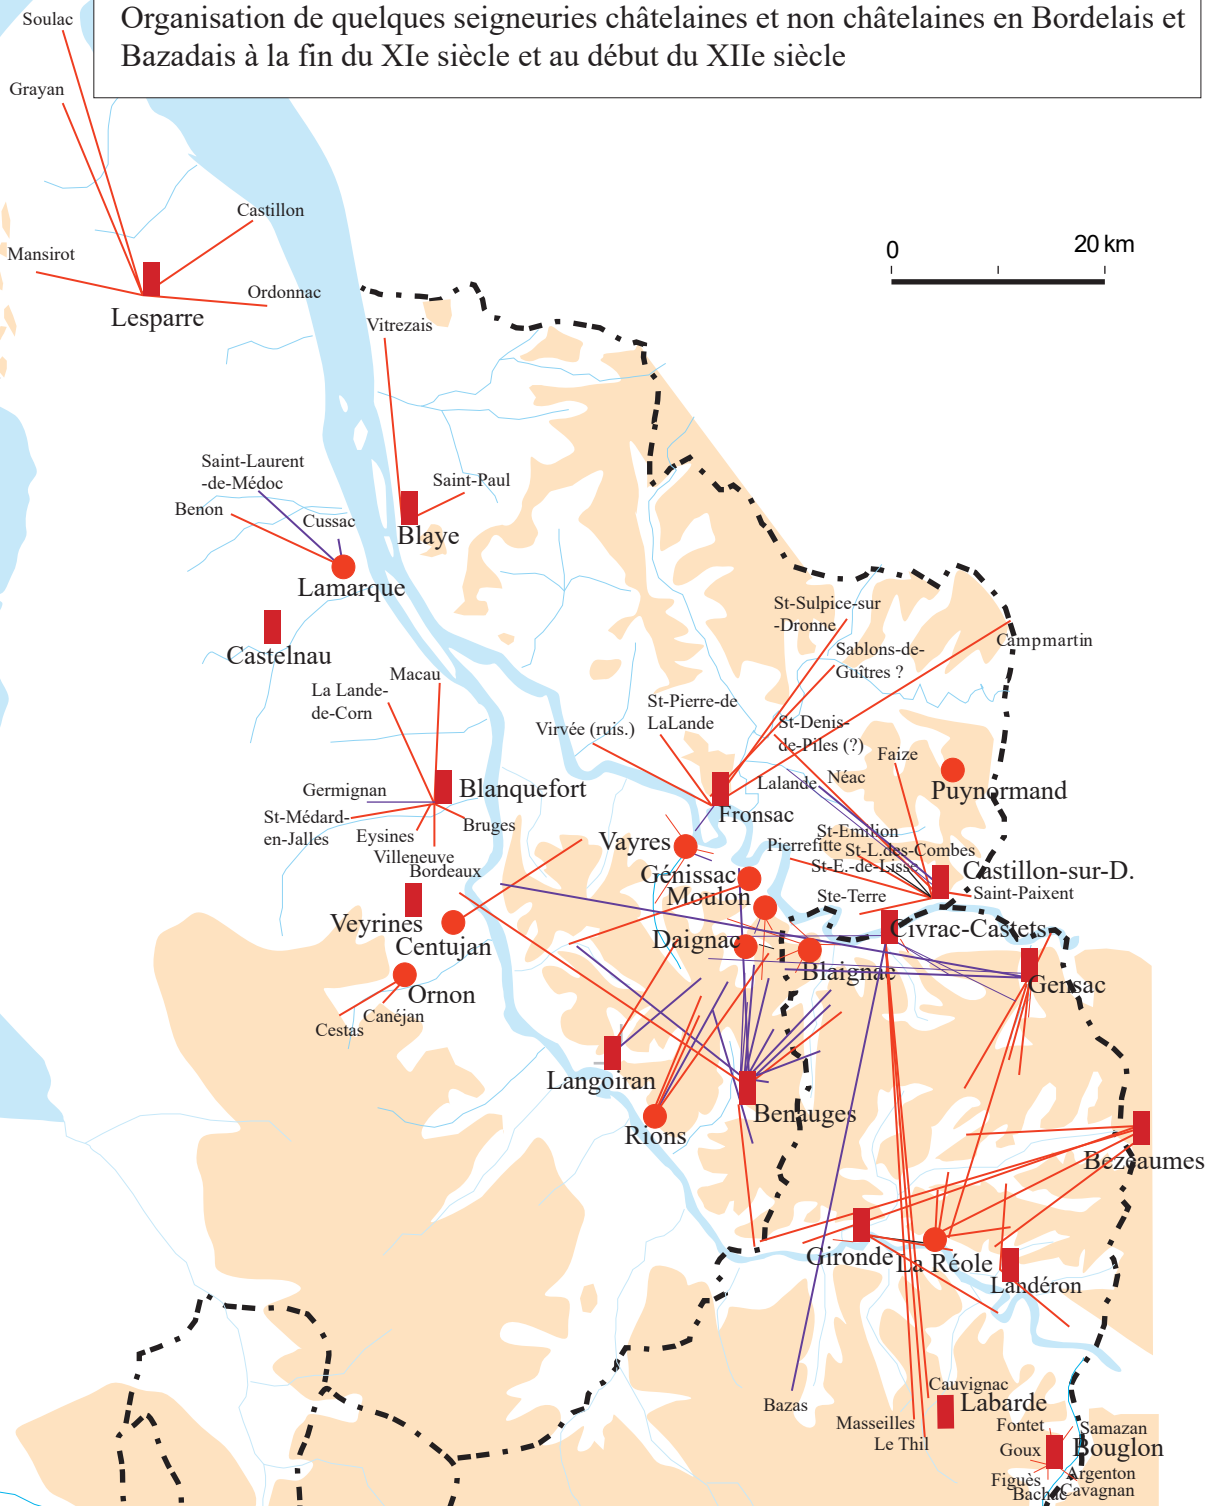 Soulac
Organisation de quelques seigneuries châtelaines et non châtelaines en Bordelais et
Bazadais à la fin du XIe siècle et au début du XIIe siècle
Grayan
Castillon
Mansirot
0
20 km
Ordonnac
Lesparre
Vitrezais
Saint-Laurent
-de-Médoc
Saint-Paul
Benon
Cussac
Blaye
Lamarque
St-Sulpice-sur
-Dronne
Campmartin
Castelnau
Sablons-de-
Guîtres ?
Macau
La Lande-
de-Corn
St-Pierre-de
LaLande
Virvée (ruis.)
St-Denis-
de-Piles (?)
Faize
Néac
Lalande
Puynormand
Germignan
Blanquefort
Fronsac
St-Médard-
en-Jalles
Eysines
Bruges
Villeneuve
Vayres
St-Emilion
Pierrefitte
St-L.des-Combes
St-E.-de-Lisse
Bordeaux
Génissac
Castillon-sur-D.
Moulon
Ste-Terre
Saint-Paixent
Veyrines
Centujan
Civrac-Castets
Daignac
Blaignac
Gensac
Ornon
Canéjan
Cestas
Langoiran
Benauges
Rions
Bezeaumes
Gironde
La Réole
Landéron
Cauvignac
Bazas
Labarde
Masseilles
Fontet
Samazan
Le Thil
Goux
Bouglon
Argenton
Figuès
Bachac
Cavagnan